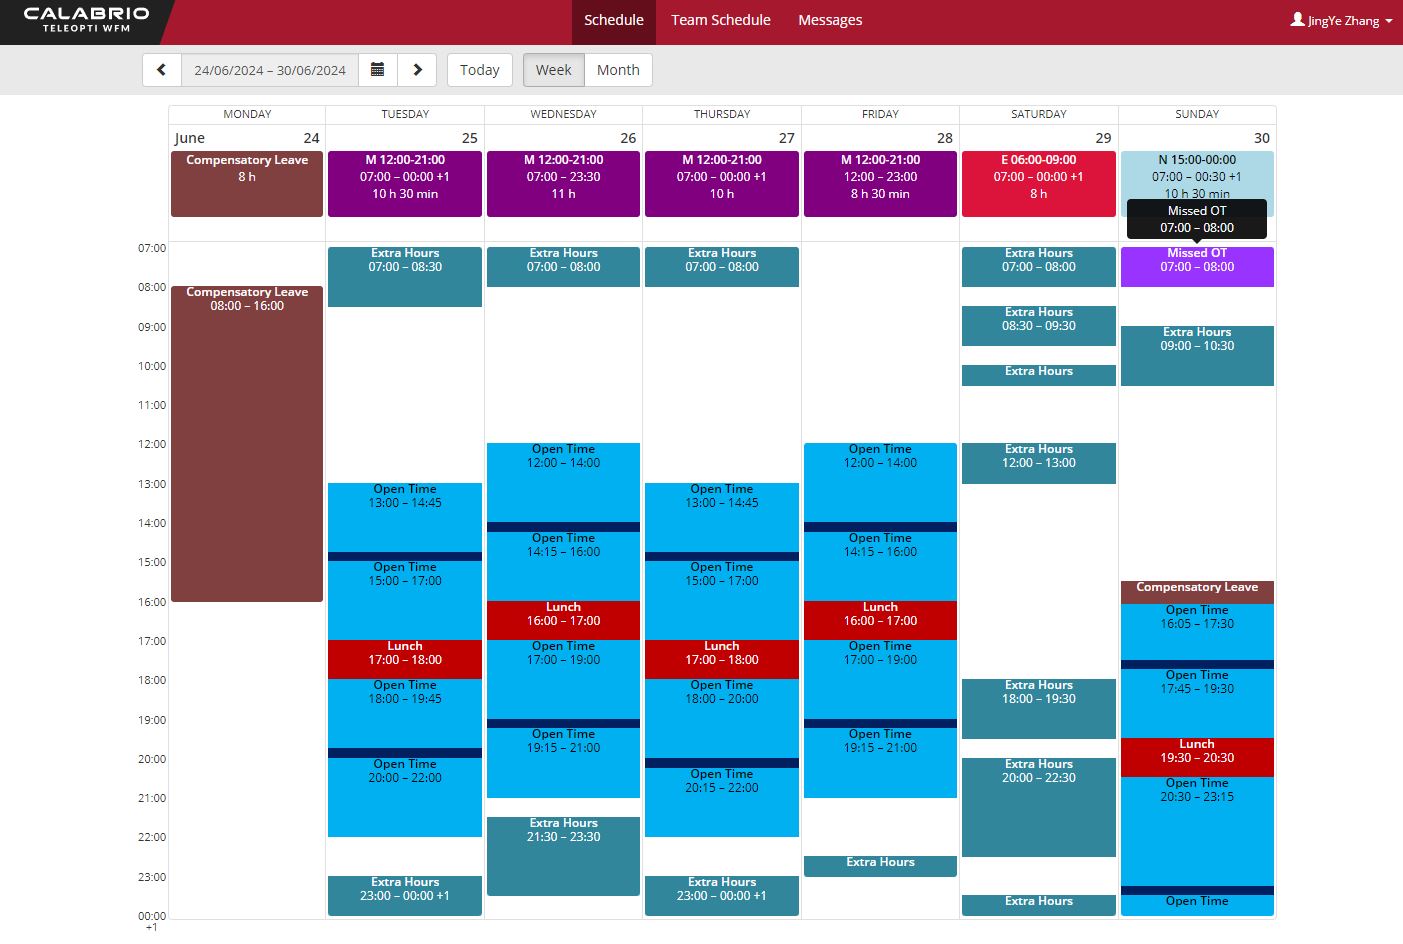 CALABRIO
TELEOPTI WFM
Schedule
Team Schedule
Messages
JingYe Zhang
24/06/2024 – 30/06/2024
Today
Week
Month
MONDAY
TUESDAY
WEDNESDAY
THURSDAY
FRIDAY
SATURDAY
SUNDAY
June 24
25
26
27
28
29
30
Compensatory Leave
8 h
M 12:00-21:00
07:00 – 00:00 +1
10 h 30 min
M 12:00-21:00
07:00 – 23:30
11 h
M 12:00-21:00
07:00 – 00:00 +1
10 h
M 12:00-21:00
12:00 – 23:00
8 h 30 min
E 06:00-09:00
07:00 – 00:00 +1
8 h
N 15:00-00:00
07:00 – 00:30 +1
10 h 30 min
Missed OT
07:00 – 08:00
07:00
08:00
09:00
10:00
11:00
12:00
13:00
14:00
15:00
16:00
17:00
18:00
19:00
20:00
21:00
22:00
23:00
00:00
+1
Compensatory Leave
08:00 – 16:00
Extra Hours
07:00 – 08:30
Open Time
13:00 – 14:45
Open Time
15:00 – 17:00
Lunch
17:00 – 18:00
Open Time
18:00 – 19:45
Open Time
20:00 – 22:00
Extra Hours
23:00 – 00:00 +1
Extra Hours
07:00 – 08:00
Open Time
12:00 – 14:00
Open Time
14:15 – 16:00
Lunch
16:00 – 17:00
Open Time
17:00 – 19:00
Open Time
19:15 – 21:00
Extra Hours
21:30 – 23:30
Extra Hours
07:00 – 08:00
Open Time
13:00 – 14:45
Open Time
15:00 – 17:00
Lunch
17:00 – 18:00
Open Time
18:00 – 20:00
Open Time
20:15 – 22:00
Extra Hours
23:00 – 00:00 +1
Open Time
12:00 – 14:00
Open Time
14:15 – 16:00
Lunch
16:00 – 17:00
Open Time
17:00 – 19:00
Open Time
19:15 – 21:00
Extra Hours
Extra Hours
07:00 – 08:00
Extra Hours
08:30 – 09:30
Extra Hours
Extra Hours
12:00 – 13:00
Extra Hours
18:00 – 19:30
Extra Hours
20:00 – 22:30
Extra Hours
Missed OT
07:00 – 08:00
Extra Hours
09:00 – 10:30
Compensatory Leave
Open Time
16:05 – 17:30
Open Time
17:45 – 19:30
Lunch
19:30 – 20:30
Open Time
20:30 – 23:15
Open Time